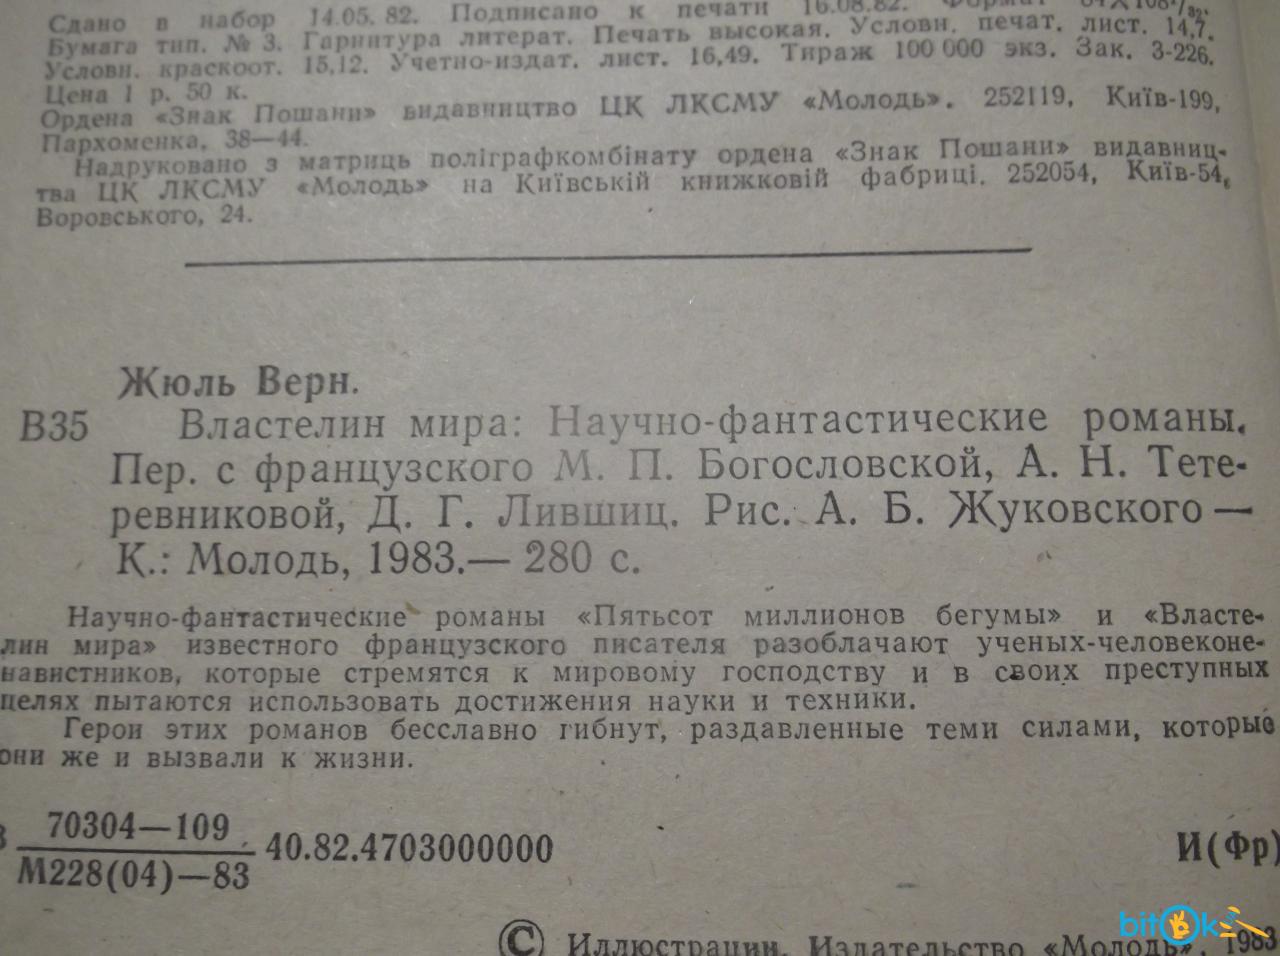 Сдано в набор 14.05.82. Подписано к печати 16.08.82. Формат 84×108¹/₃₂.
Бумага тип. № 3. Гарнитура литерат. Печать высокая. Условн. печат. лист. 14,7.
Условн. краскоот. 15,12. Учетно-издат. лист. 16,49. Тираж 100 000 экз. Зак. 3-226.
Цена 1 р. 50 к.
Ордена «Знак Пошани» видавництво ЦК ЛКСМУ «Молодь». 252119, Київ-199,
Пархоменка, 38—44.
Надруковано з матриць поліграфкомбінату ордена «Знак Пошани» видавниц-
тва ЦК ЛКСМУ «Молодь» на Київській книжковій фабриці. 252054, Київ-54,
Воровського, 24.
Жюль Верн.
В35 Властелин мира: Научно-фантастические романы.
Пер. с французского М. П. Богословской, А. Н. Тете-
ревниковой, Д. Г. Лившиц. Рис. А. Б. Жуковского —
К.: Молодь, 1983.— 280 с.
Научно-фантастические романы «Пятьсот миллионов бегумы» и «Власте-
лин мира» известного французского писателя разоблачают ученых-человеконе-
навистников, которые стремятся к мировому господству и в своих преступных
целях пытаются использовать достижения науки и техники.
Герои этих романов бесславно гибнут, раздавленные теми силами, которые
они же и вызвали к жизни.
70304—109
М228(04)—83 40.82.4703000000 И(Фр)
© Иллюстрации. Издательство «Молодь», 1983
bitok